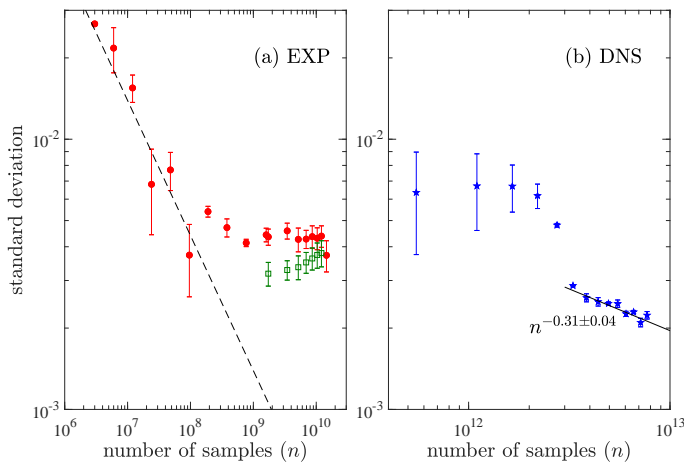 (a) EXP
(b) DNS
standard deviation
10^-2
10^-3
10^-2
10^-3
n^−0.31±0.04
10^6 10^7 10^8 10^9 10^10
10^12 10^13
number of samples (n)
number of samples (n)